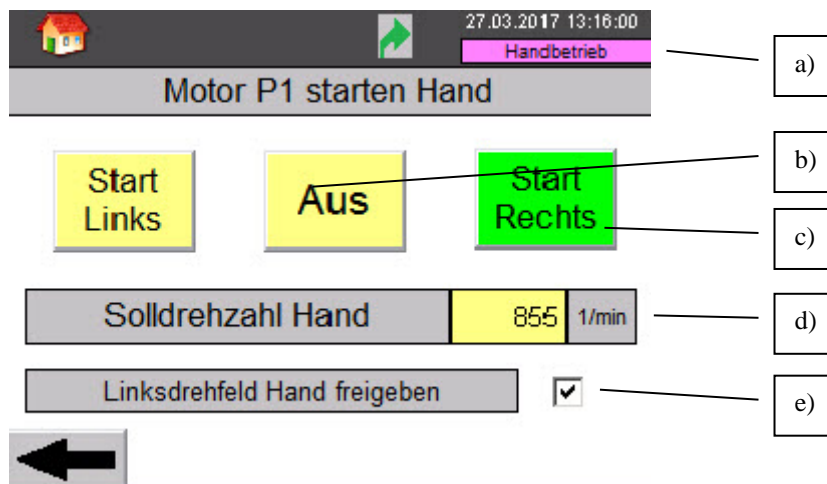 27.03.2017 13:16:00
Handbetrieb
a)
Motor P1 starten Hand
Start
Links
Aus
b)
Start
Rechts
c)
Solldrehzahl Hand 855 1/min
d)
Linksdrehfeld Hand freigeben
e)